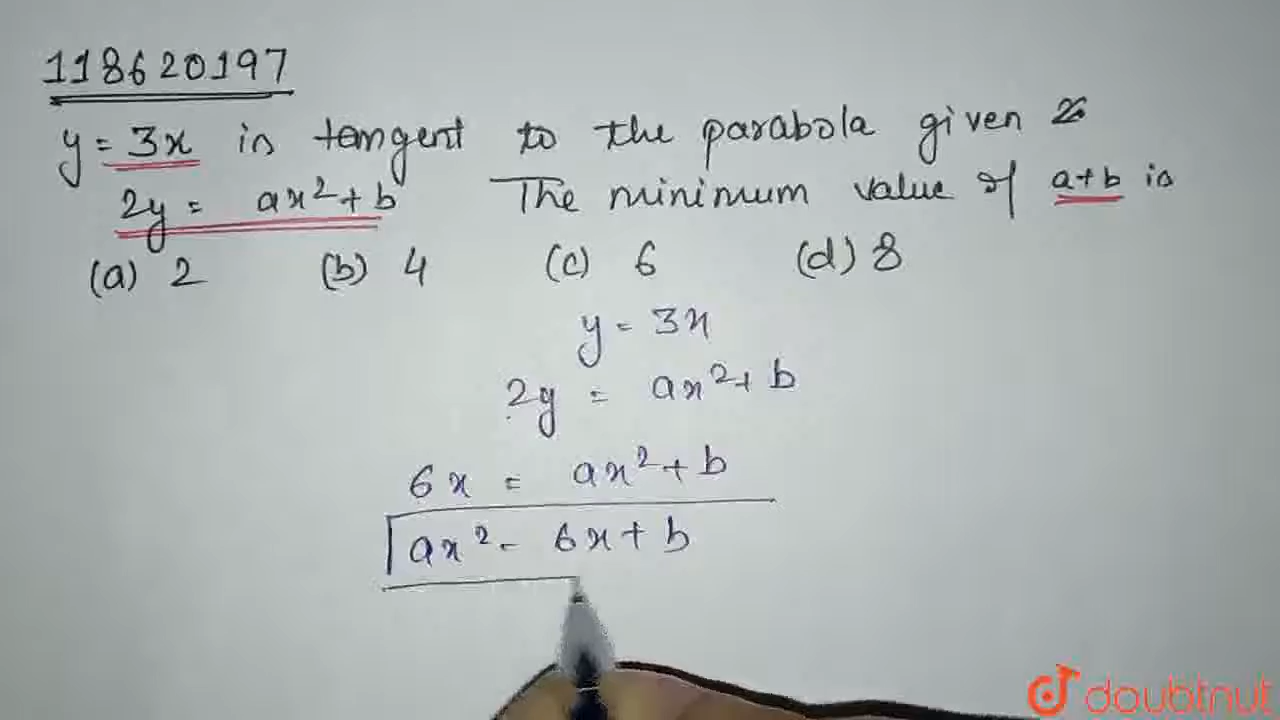 118620197
y = 3x is tangent to the parabola given
2y = ax² + b The minimum value of a+b is
(a) 2 (b) 4 (c) 6 (d) 8
y = 3x
2y = ax² + b
6x = ax² + b
ax² - 6x + b
doubtnut